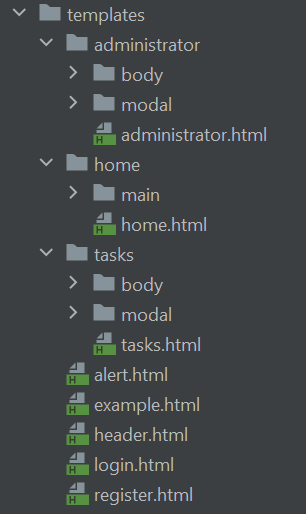 templates
administrator
body
modal
administrator.html
home
main
home.html
tasks
body
modal
tasks.html
alert.html
example.html
header.html
login.html
register.html